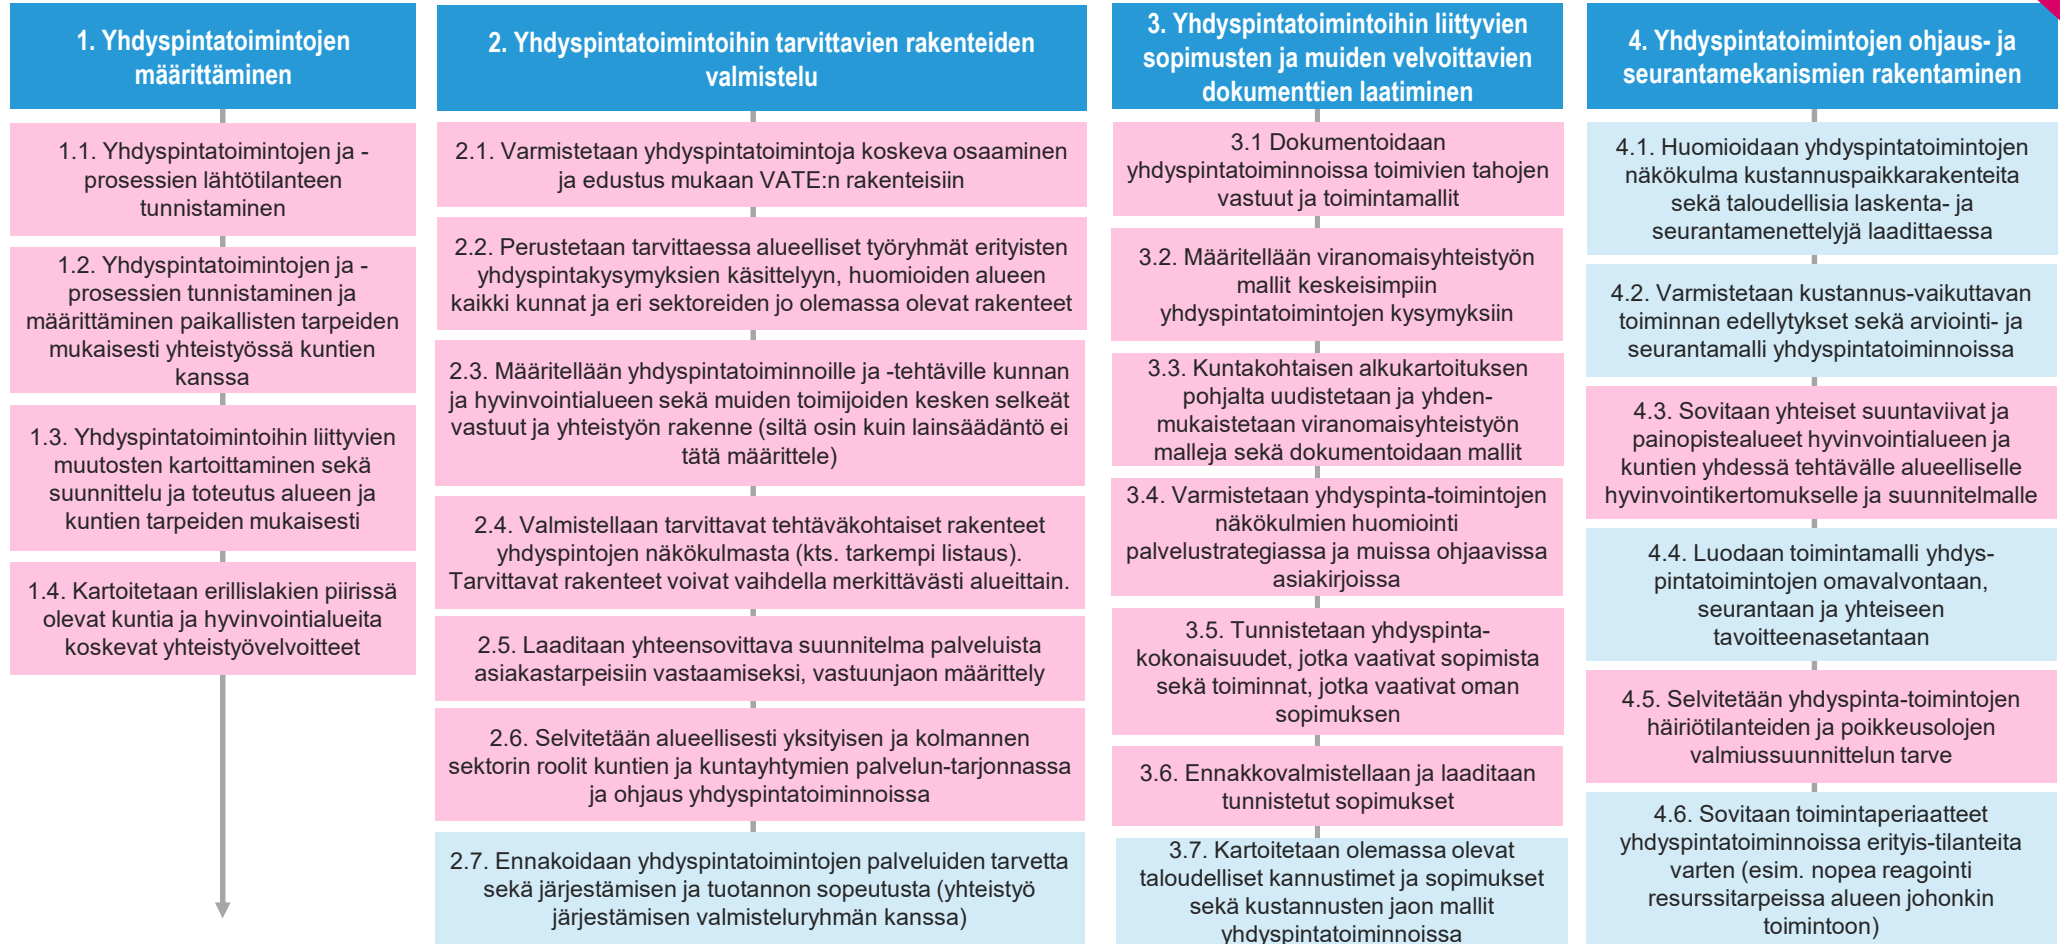 1. Yhdyspintatoimintojen
määrittäminen
1.1. Yhdyspintatoimintojen ja -
prosessien lähtötilanteen
tunnistaminen
1.2. Yhdyspintatoimintojen ja -
prosessien tunnistaminen ja
määrittäminen paikallisten tarpeiden
mukaisesti yhteistyössä kuntien
kanssa
1.3. Yhdyspintatoimintoihin liittyvien
muutosten kartoittaminen sekä
suunnittelu ja toteutus alueen ja
kuntien tarpeiden mukaisesti
1.4. Kartoitetaan erillislakien piirissä
olevat kuntia ja hyvinvointialueita
koskevat yhteistyövelvoitteet
2. Yhdyspintatoimintoihin tarvittavien rakenteiden
valmistelu
2.1. Varmistetaan yhdyspintatoimintoja koskeva osaaminen
ja edustus mukaan VATE:n rakenteisiin
2.2. Perustetaan tarvittaessa alueelliset työryhmät erityisten
yhdyspintakysymyksien käsittelyyn, huomioiden alueen
kaikki kunnat ja eri sektoreiden jo olemassa olevat rakenteet
2.3. Määritellään yhdyspintatoiminnoille ja -tehtäville kunnan
ja hyvinvointialueen sekä muiden toimijoiden kesken selkeät
vastuut ja yhteistyön rakenne (siltä osin kuin lainsäädäntö ei
tätä määrittele)
2.4. Valmistellaan tarvittavat tehtäväkohtaiset rakenteet
yhdyspintojen näkökulmasta (kts. tarkempi listaus).
Tarvittavat rakenteet voivat vaihdella merkittävästi alueittain.
2.5. Laaditaan yhteensovittava suunnitelma palveluista
asiakastarpeisiin vastaamiseksi, vastuunjaon määrittely
2.6. Selvitetään alueellisesti yksityisen ja kolmannen
sektorin roolit kuntien ja kuntayhtymien palvelun-tarjonnassa
ja ohjaus yhdyspintatoiminnoissa
2.7. Ennakoidaan yhdyspintatoimintojen palveluiden tarvetta
sekä järjestämisen ja tuotannon sopeutusta (yhteistyö
järjestämisen valmisteluryhmän kanssa)
3. Yhdyspintatoimintoihin liittyvien
sopimusten ja muiden velvoittavien
dokumenttien laatiminen
3.1 Dokumentoidaan
yhdyspintatoiminnoissa toimivien tahojen
vastuut ja toimintamallit
3.2. Määritellään viranomaisyhteistyön
mallit keskeisimpiin
yhdyspintatoimintojen kysymyksiin
3.3. Kuntakohtaisen alkukartoituksen
pohjalta uudistetaan ja yhden-
mukaistetaan viranomaisyhteistyön
malleja sekä dokumentoidaan mallit
3.4. Varmistetaan yhdyspinta-toimintojen
näkökulmien huomiointi
palvelustrategiassa ja muissa ohjaavissa
asiakirjoissa
3.5. Tunnistetaan yhdyspinta-
kokonaisuudet, jotka vaativat sopimista
sekä toiminnat, jotka vaativat oman
sopimuksen
3.6. Ennakkovalmistellaan ja laaditaan
tunnistetut sopimukset
3.7. Kartoitetaan olemassa olevat
taloudelliset kannustimet ja sopimukset
sekä kustannusten jaon mallit
yhdyspintatoiminnoissa
4. Yhdyspintatoimintojen ohjaus- ja
seurantamekanismien rakentaminen
4.1. Huomioidaan yhdyspintatoimintojen
näkökulma kustannuspaikkarakenteita
sekä taloudellisia laskenta- ja
seurantamenettelyjä laadittaessa
4.2. Varmistetaan kustannus-vaikuttavan
toiminnan edellytykset sekä arviointi- ja
seurantamalli yhdyspintatoiminnoissa
4.3. Sovitaan yhteiset suuntaviivat ja
painopistealueet hyvinvointialueen ja
kuntien yhdessä tehtävälle alueelliselle
hyvinvointikertomukselle ja suunnitelmalle
4.4. Luodaan toimintamalli yhdys-
pintatoimintojen omavalvontaan,
seurantaan ja yhteiseen
tavoitteenasetantaan
4.5. Selvitetään yhdyspinta-toimintojen
häiriötilanteiden ja poikkeusolojen
valmiussuunnittelun tarve
4.6. Sovitaan toimintaperiaatteet
yhdyspintatoiminnoissa erityis-tilanteita
varten (esim. nopea reagointi
resurssitarpeissa alueen johonkin
toimintoon)